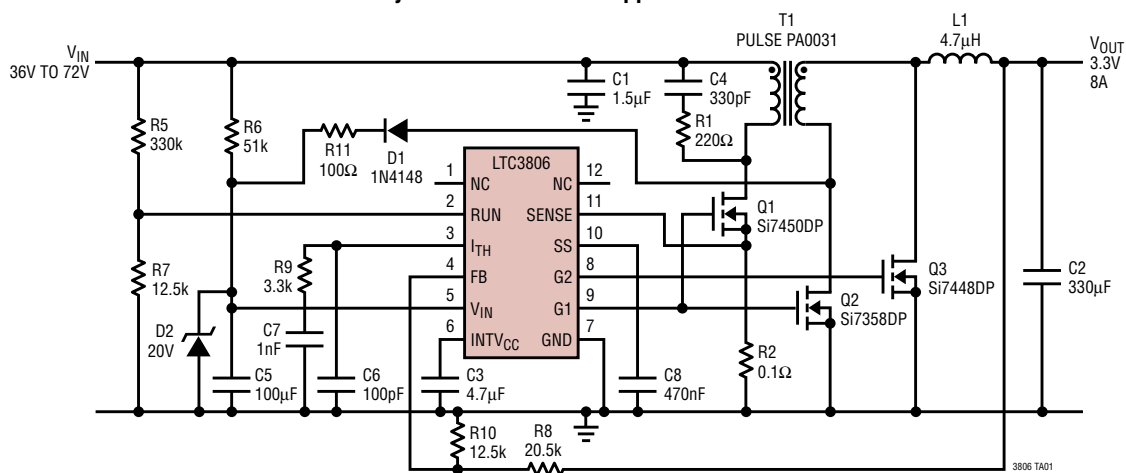 T1
PULSE PA0031
L1
4.7µH
VIN
36V TO 72V
VOUT
3.3V
8A
C1
1.5µF
C4
330pF
R1
220Ω
R5
330k
R6
51k
R11
100Ω
D1
1N4148
LTC3806
1
NC
NC
12
2
RUN
SENSE
11
3
ITH
SS
10
4
FB
G2
8
5
VIN
G1
9
6
INTVCC
GND
7
Q1
Si7450DP
Q3
Si7448DP
Q2
Si7358DP
C2
330µF
R7
12.5k
R9
3.3k
D2
20V
C7
1nF
C5
100µF
C6
100pF
C3
4.7µF
C8
470nF
R2
0.1Ω
R10
12.5k
R8
20.5k
3806 TA01